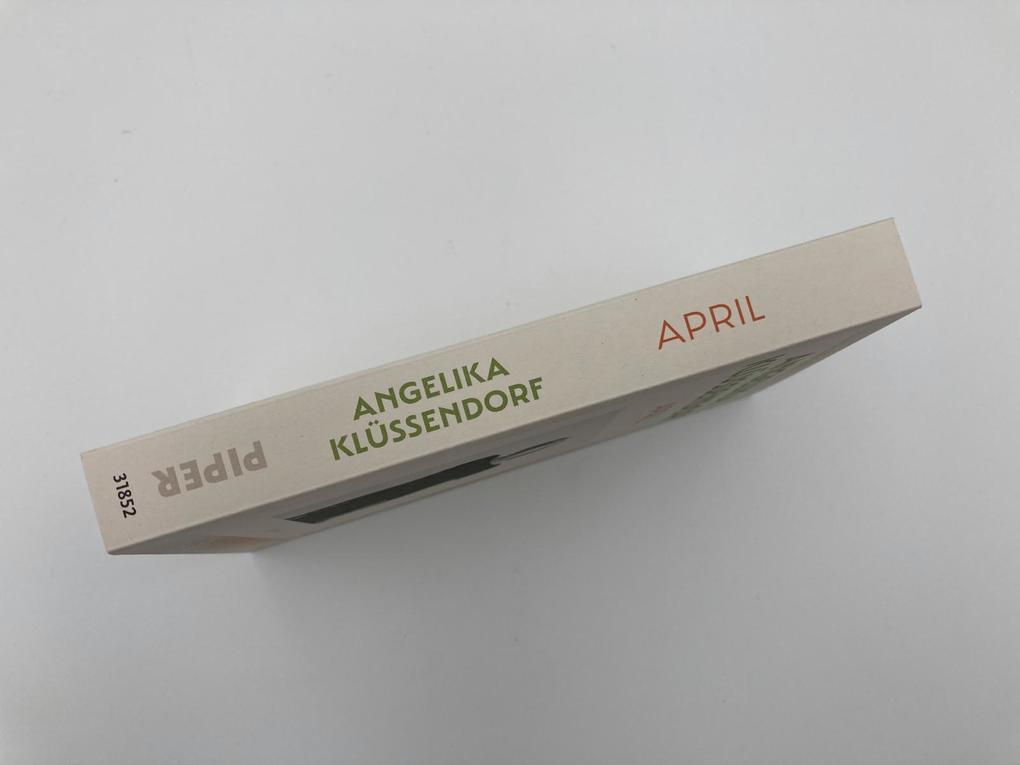 31852
PIPER
ANGELIKA
KLÜSSENDORF
APRIL